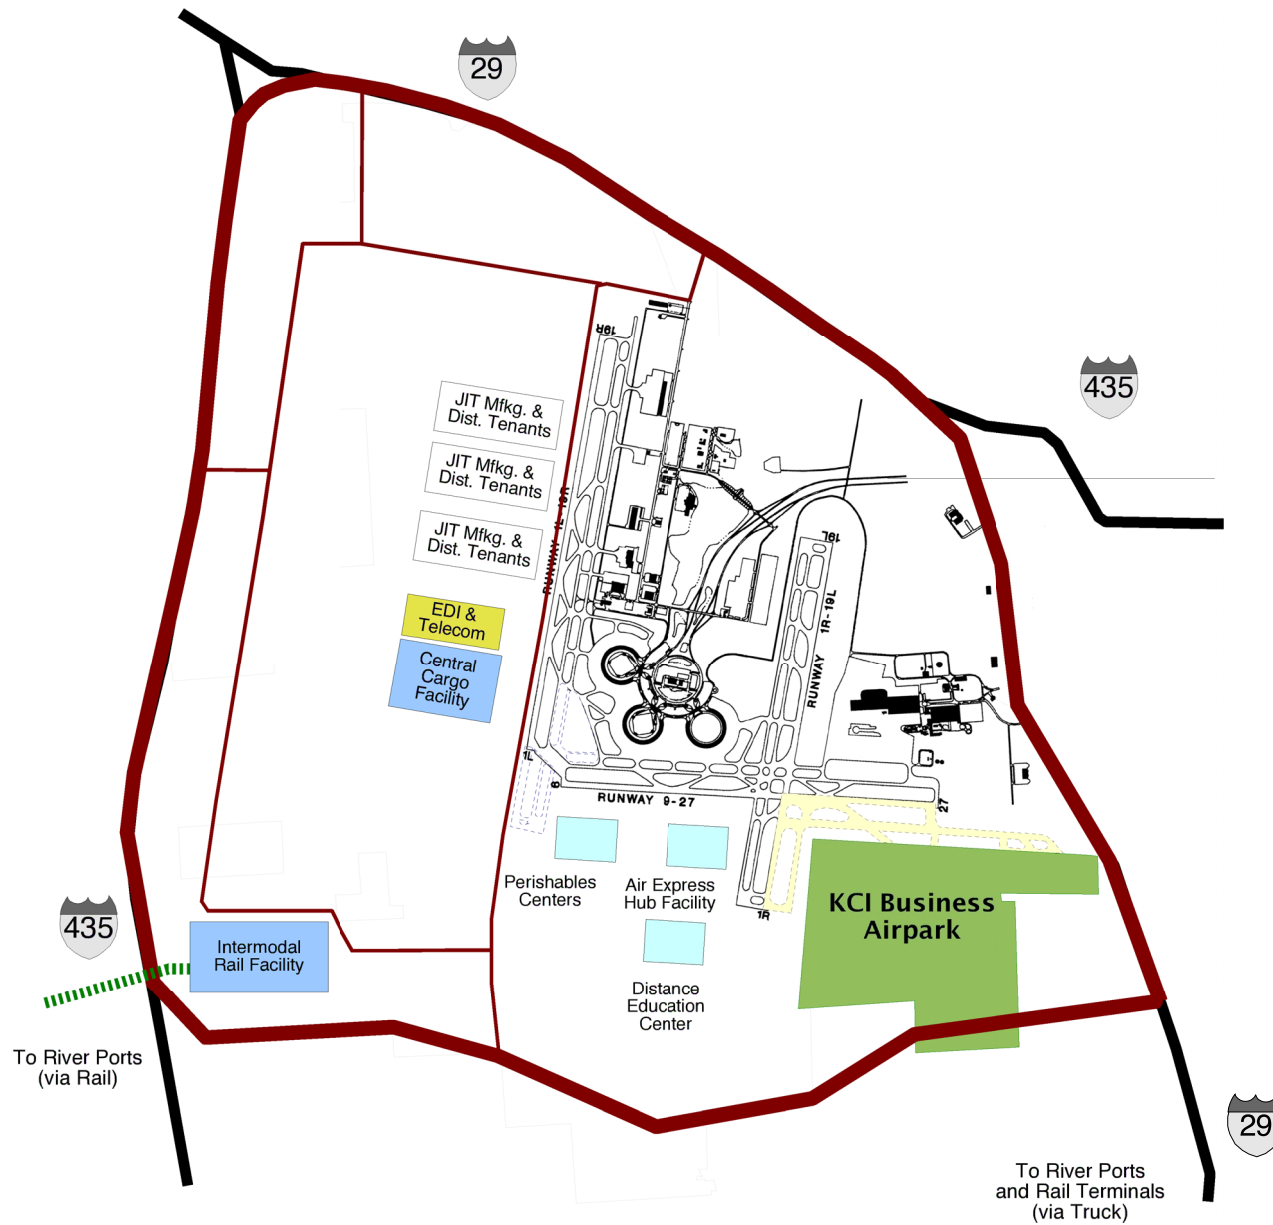 29
435
19R
JIT Mfkg. &
Dist. Tenants
JIT Mfkg. &
Dist. Tenants
JIT Mfkg. &
Dist. Tenants
RUNWAY 1L-19R
19L
RUNWAY 1R-19L
EDI &
Telecom
Central
Cargo
Facility
1L
9
RUNWAY 9-27
27
Perishables
Centers
Air Express
Hub Facility
1R
KCI Business
Airpark
435
Intermodal
Rail Facility
Distance
Education
Center
To River Ports
(via Rail)
29
To River Ports
and Rail Terminals
(via Truck)